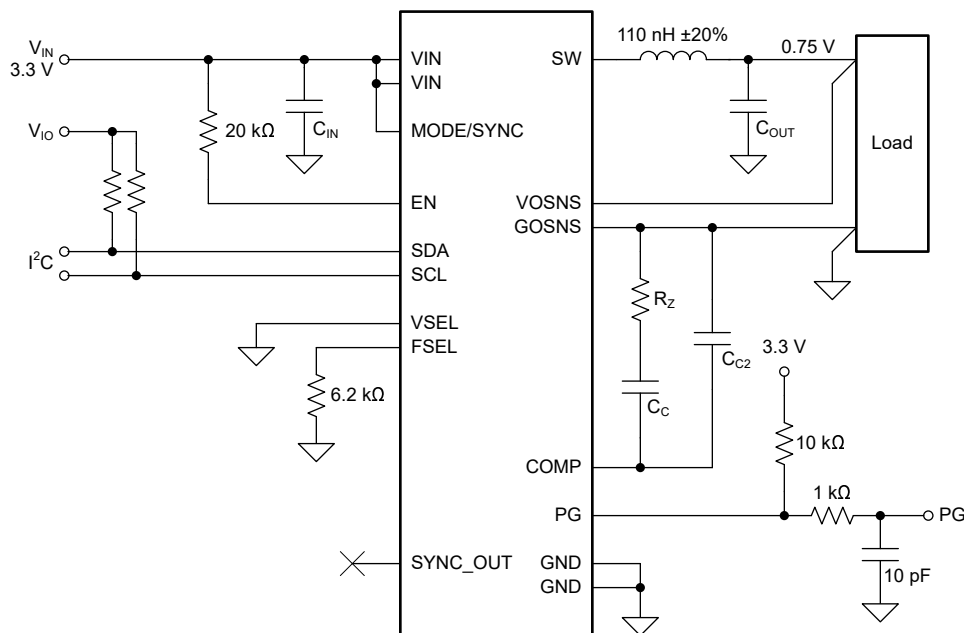 V_IN
3.3 V
V_IO
I²C
20 kΩ
C_IN
6.2 kΩ
VIN
VIN
MODE/SYNC
EN
SDA
SCL
VSEL
FSEL
SYNC_OUT
SW
VOSNS
GOSNS
COMP
PG
GND
GND
110 nH ±20%
0.75 V
C_OUT
Load
R_Z
C_C
C_C2
3.3 V
10 kΩ
1 kΩ
PG
10 pF